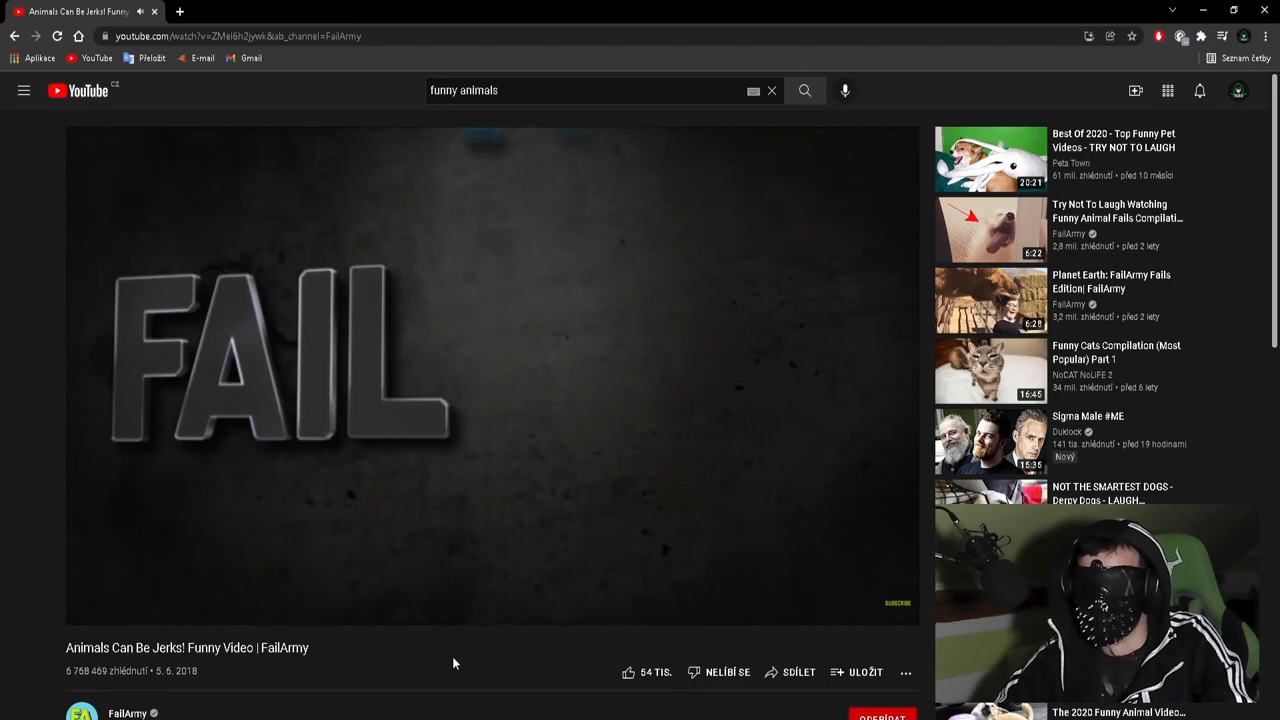 Animals Can Be Jerks! Funny
youtube.com/watch?v=ZMel6h2jywk&ab_channel=FailArmy
Aplikace
YouTube
Přeložit
E-mail
Gmail
Seznam četby
YouTube CZ
funny animals
FAIL
SUBSCRIBE
Animals Can Be Jerks! Funny Video | FailArmy
6 768 469 zhlédnutí • 5. 6. 2018
54 TIS.
NELÍBÍ SE
SDÍLET
ULOŽIT
FailArmy
ODEBÍRAT
Best Of 2020 - Top Funny Pet
Videos - TRY NOT TO LAUGH
Pets Town
61 mil. zhlédnutí • před 10 měsíci
20:21
Try Not To Laugh Watching
Funny Animal Fails Compilati...
FailArmy
2,8 mil. zhlédnutí • před 2 lety
6:22
Planet Earth: FailArmy Fails
Edition| FailArmy
FailArmy
3,2 mil. zhlédnutí • před 2 lety
6:28
Funny Cats Compilation (Most
Popular) Part 1
NoCAT NoLiFE 2
34 mil. zhlédnutí • před 6 lety
16:45
Sigma Male #ME
Duklock
141 tis. zhlédnutí • před 19 hodinami
Nový
15:35
NOT THE SMARTEST DOGS -
Derpy Dogs - LAUGH...
The 2020 Funny Animal Video...